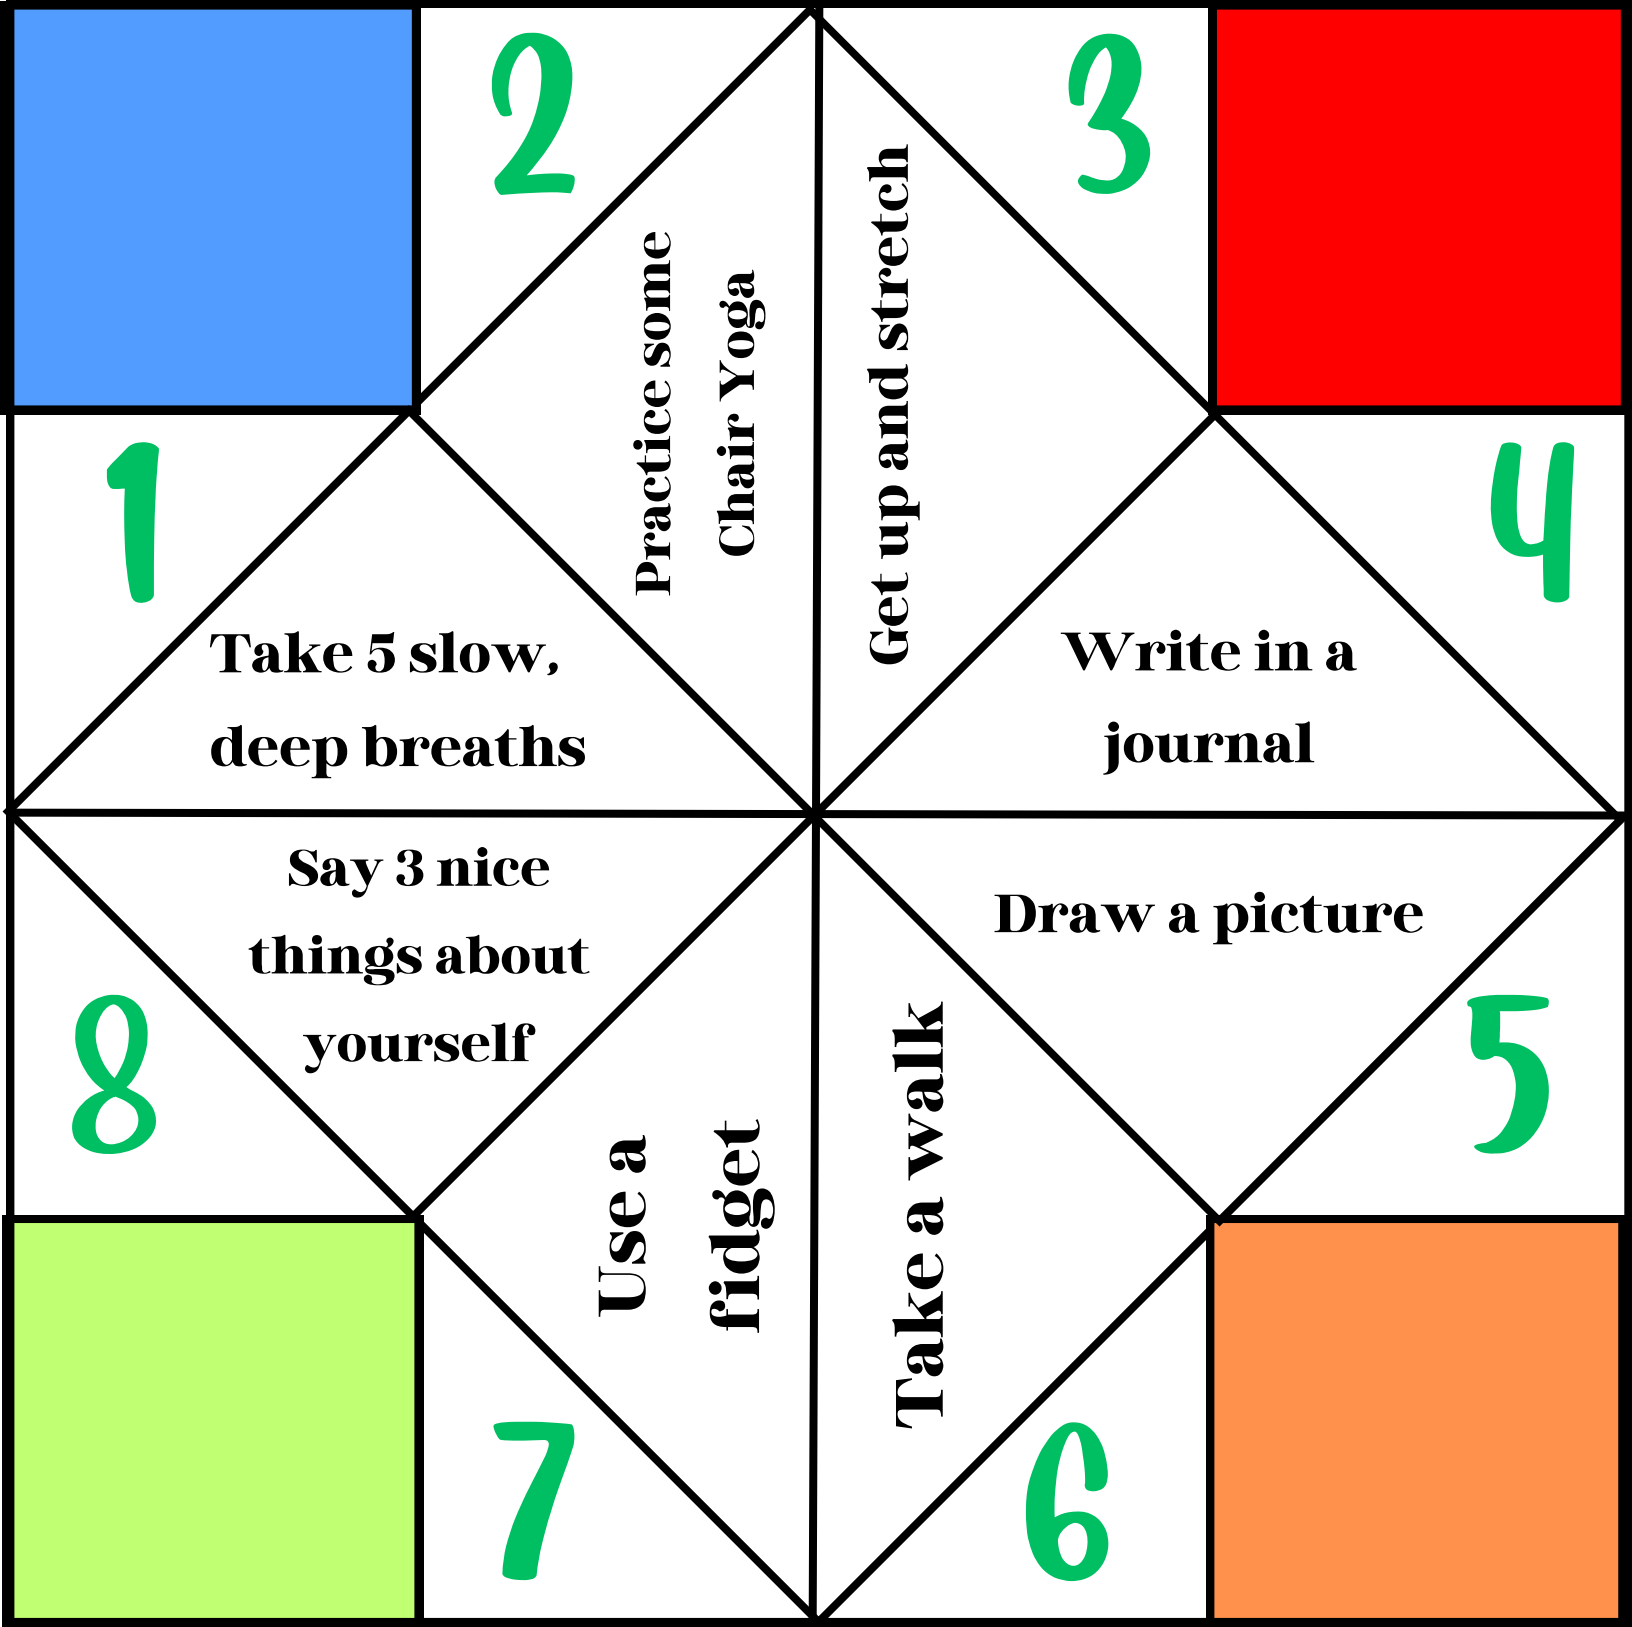 2
3
Practice some
Chair Yoga
Get up and stretch
1
4
Take 5 slow,
deep breaths
Write in a
journal
Say 3 nice
things about
yourself
Draw a picture
8
5
Use a
fidget
Take a walk
7
6